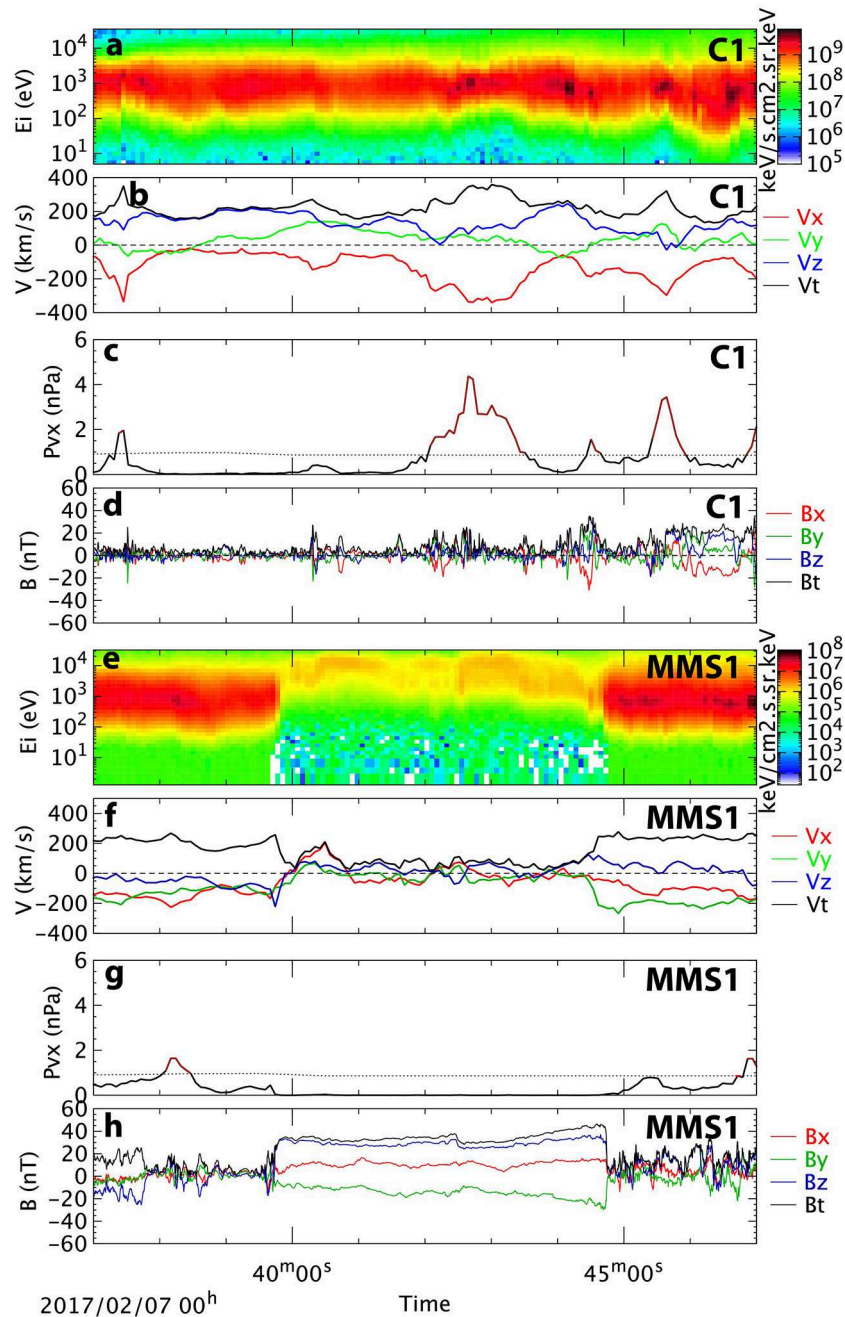 a
C1
Ei (eV)
10⁴
10³
10²
10¹
10⁹
10⁸
10⁷
10⁶
10⁵
keV/s.cm2.sr.keV
b
C1
V (km/s)
400
200
0
−200
−400
Vx
Vy
Vz
Vt
c
C1
Pvx (nPa)
6
4
2
0
d
C1
B (nT)
60
40
20
0
−20
−40
−60
Bx
By
Bz
Bt
e
MMS1
Ei (eV)
10⁴
10³
10²
10¹
10⁸
10⁷
10⁶
10⁵
10⁴
10³
10²
keV/cm2.s.sr.keV
f
MMS1
V (km/s)
400
200
0
−200
−400
Vx
Vy
Vz
Vt
g
MMS1
Pvx (nPa)
6
4
2
0
h
MMS1
B (nT)
60
40
20
0
−20
−40
−60
Bx
By
Bz
Bt
40ᵐ00ˢ
45ᵐ00ˢ
2017/02/07 00ʰ
Time